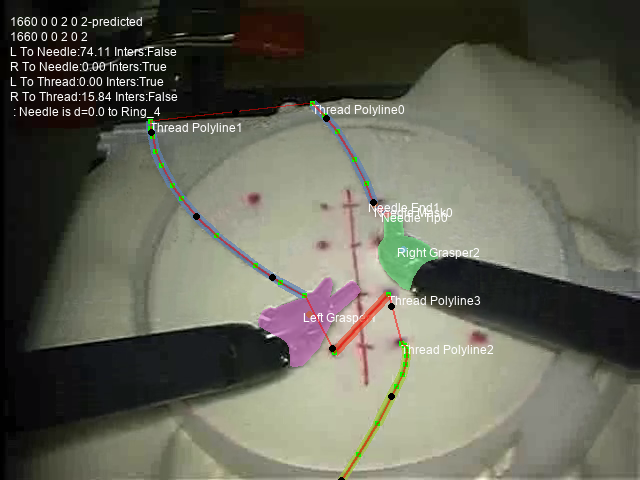 1660 0 0 2 0 2-predicted
1660 0 0 2 0 2
L To Needle:74.11 Inters:False
R To Needle:0.00 Inters:True
L To Thread:0.00 Inters:True
R To Thread:15.84 Inters:False
: Needle is d=0.0 to Ring_4
Thread Polyline0
Thread Polyline1
Needle End1
Needle Tip0
Right Grasper2
Thread Polyline3
Left Grasper
Thread Polyline2